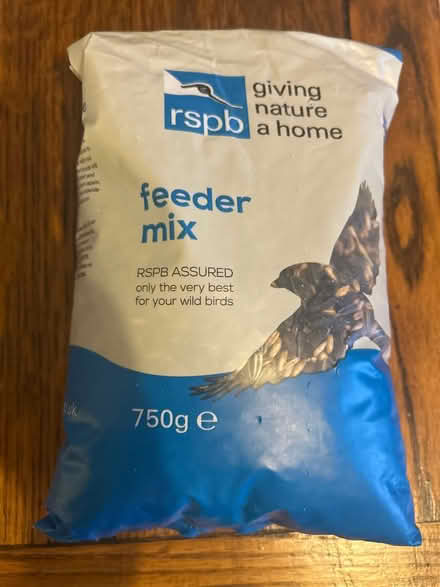 rspb
giving
nature
a home
feeder
mix
RSPB ASSURED
only the very best
for your wild birds
750g ℮